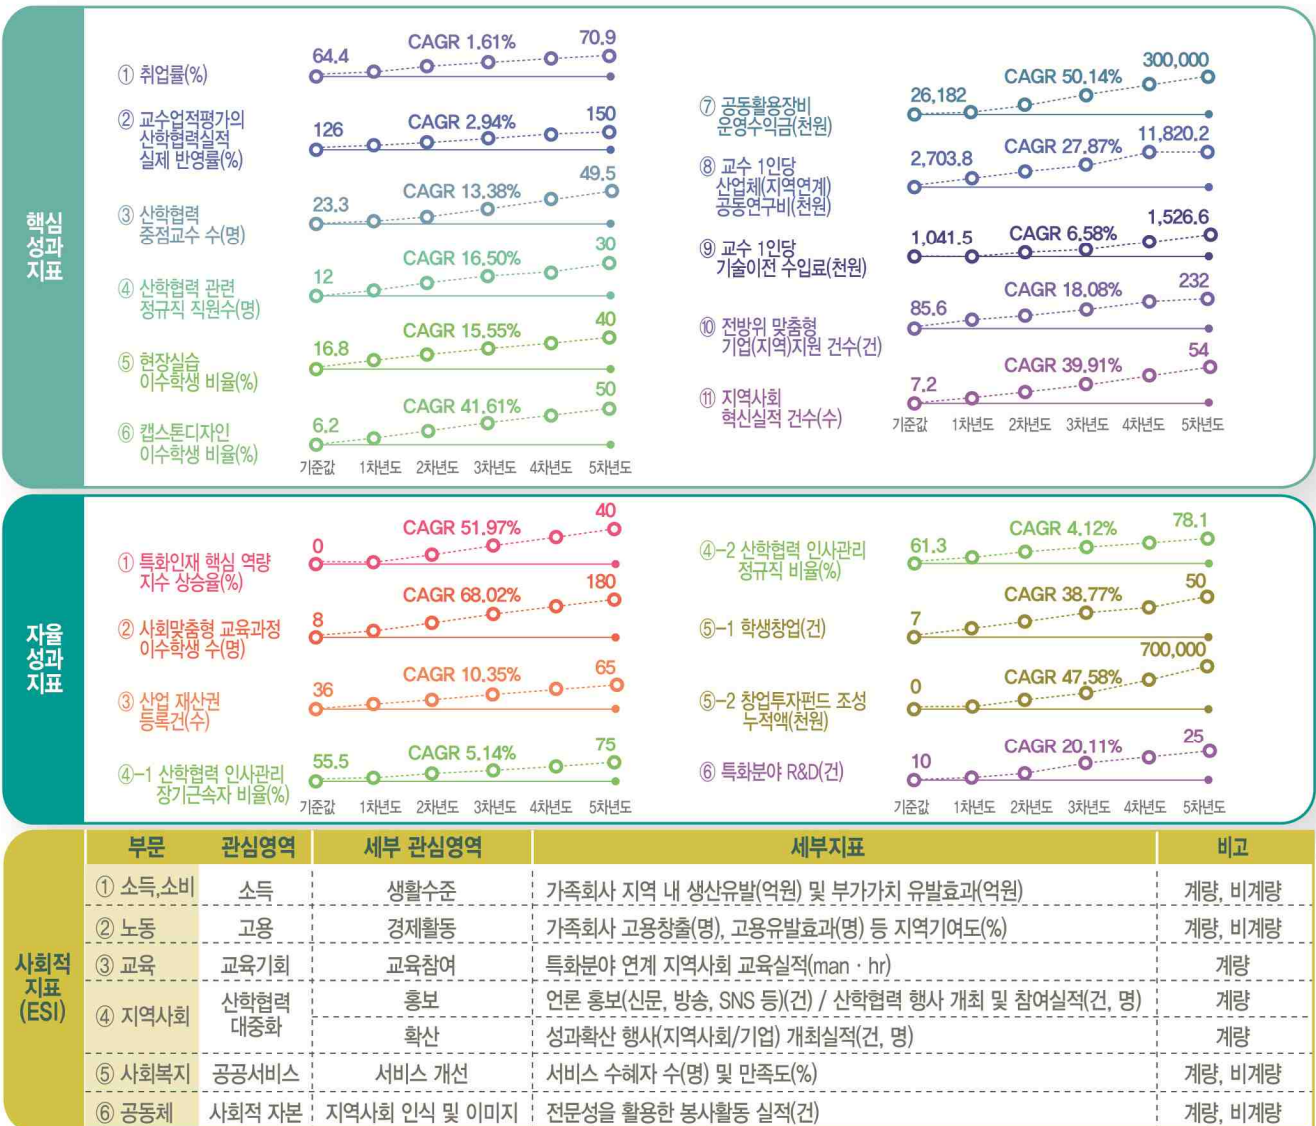 핵심
성과
지표
① 취업률(%)
64.4
CAGR 1.61%
70.9
② 교수업적평가의
산학협력실적
실제 반영률(%)
126
CAGR 2.94%
150
③ 산학협력
중점교수 수(명)
23.3
CAGR 13.38%
49.5
④ 산학협력 관련
정규직 직원수(명)
12
CAGR 16.50%
30
⑤ 현장실습
이수학생 비율(%)
16.8
CAGR 15.55%
40
⑥ 캡스톤디자인
이수학생 비율(%)
6.2
CAGR 41.61%
50
기준값 1차년도 2차년도 3차년도 4차년도 5차년도
⑦ 공동활용장비
운영수익금(천원)
26,182
CAGR 50.14%
300,000
⑧ 교수 1인당
산업체(지역연계)
공동연구비(천원)
2,703.8
CAGR 27.87%
11,820.2
⑨ 교수 1인당
기술이전 수입료(천원)
1,041.5
CAGR 6.58%
1,526.6
⑩ 전방위 맞춤형
기업(지역)지원 건수(건)
85.6
CAGR 18.08%
232
⑪ 지역사회
혁신실적 건수(수)
7.2
CAGR 39.91%
54
기준값 1차년도 2차년도 3차년도 4차년도 5차년도
자율
성과
지표
① 특화인재 핵심 역량
지수 상승율(%)
0
CAGR 51.97%
40
② 사회맞춤형 교육과정
이수학생 수(명)
8
CAGR 68.02%
180
③ 산업 재산권
등록건(수)
36
CAGR 10.35%
65
④-1 산학협력 인사관리
장기근속자 비율(%)
55.5
CAGR 5.14%
75
기준값 1차년도 2차년도 3차년도 4차년도 5차년도
④-2 산학협력 인사관리
정규직 비율(%)
61.3
CAGR 4.12%
78.1
⑤-1 학생창업(건)
7
CAGR 38.77%
50
⑤-2 창업투자펀드 조성
누적액(천원)
0
CAGR 47.58%
700,000
⑥ 특화분야 R&D(건)
10
CAGR 20.11%
25
기준값 1차년도 2차년도 3차년도 4차년도 5차년도
사회적
지표
(ESI)
부문 관심영역 세부 관심영역 세부지표 비고
① 소득,소비 소득 생활수준 가족회사 지역 내 생산유발(억원) 및 부가가치 유발효과(억원) 계량, 비계량
② 노동 고용 경제활동 가족회사 고용창출(명), 고용유발효과(명) 등 지역기여도(%) 계량, 비계량
③ 교육 교육기회 교육참여 특화분야 연계 지역사회 교육실적(man · hr) 계량
④ 지역사회 산학협력
대중화
홍보 언론 홍보(신문, 방송, SNS 등)(건) / 산학협력 행사 개최 및 참여실적(건, 명) 계량
확산 성과확산 행사(지역사회/기업) 개최실적(건, 명) 계량
⑤ 사회복지 공공서비스 서비스 개선 서비스 수혜자 수(명) 및 만족도(%) 계량, 비계량
⑥ 공동체 사회적 자본 지역사회 인식 및 이미지 전문성을 활용한 봉사활동 실적(건) 계량, 비계량